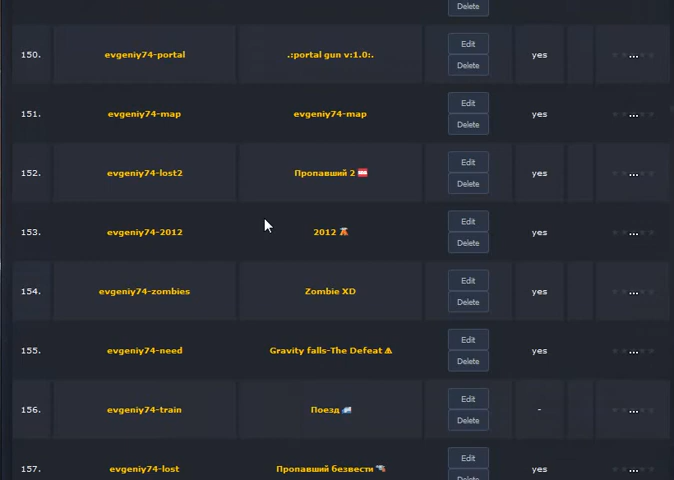 Delete
150. evgeniy74-portal .:portal gun v:1.0:. Edit Delete yes ...
151. evgeniy74-map evgeniy74-map Edit Delete yes ...
152. evgeniy74-lost2 Пропавший 2 🇦🇹 Edit Delete yes ...
153. evgeniy74-2012 2012 🌋 Edit Delete yes ...
154. evgeniy74-zombies Zombie XD Edit Delete yes ...
155. evgeniy74-need Gravity falls-The Defeat ⚠ Edit Delete yes ...
156. evgeniy74-train Поезд Edit Delete - ...
157. evgeniy74-lost Пропавший безвести 🔫 Edit Delete yes ...